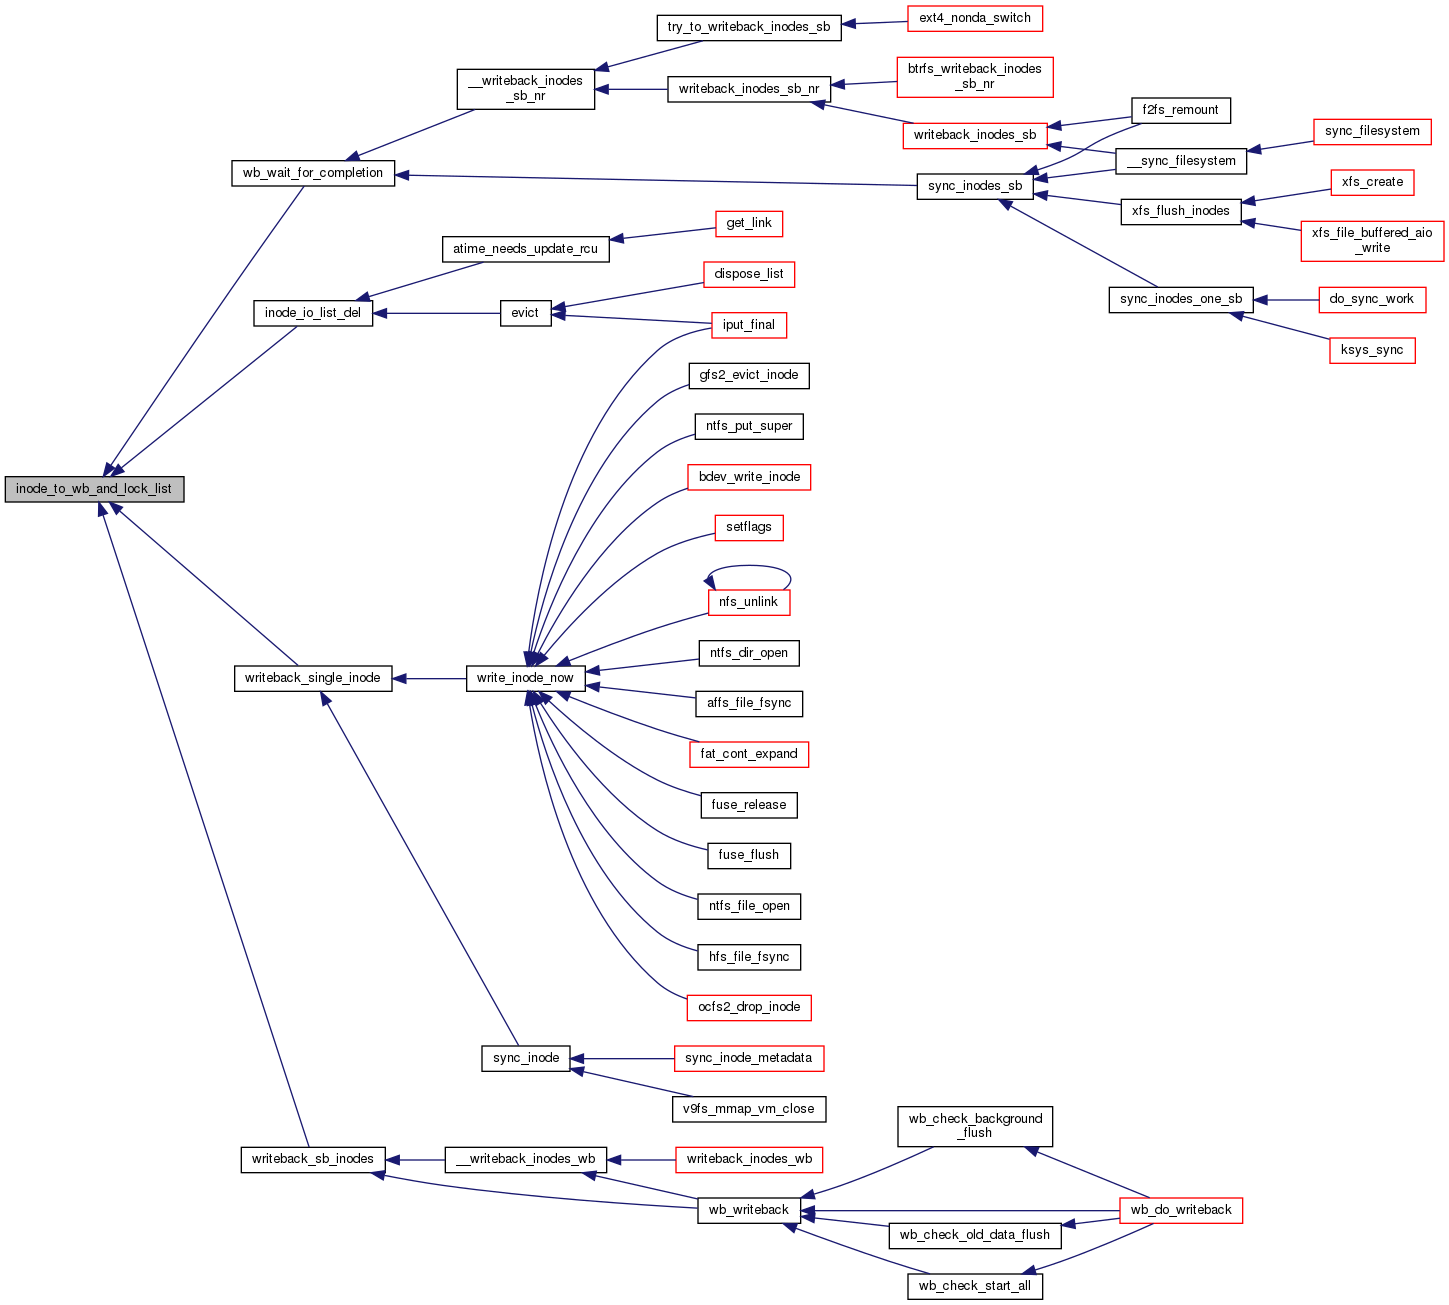 try_to_writeback_inodes_sb
ext4_nonda_switch
__writeback_inodes
_sb_nr
writeback_inodes_sb_nr
btrfs_writeback_inodes
_sb_nr
writeback_inodes_sb
f2fs_remount
__sync_filesystem
sync_filesystem
wb_wait_for_completion
sync_inodes_sb
xfs_flush_inodes
xfs_create
xfs_file_buffered_aio
_write
atime_needs_update_rcu
get_link
dispose_list
inode_io_list_del
evict
iput_final
sync_inodes_one_sb
do_sync_work
ksys_sync
gfs2_evict_inode
ntfs_put_super
bdev_write_inode
inode_to_wb_and_lock_list
setflags
nfs_unlink
ntfs_dir_open
writeback_single_inode
write_inode_now
affs_file_fsync
fat_cont_expand
fuse_release
fuse_flush
ntfs_file_open
hfs_file_fsync
ocfs2_drop_inode
sync_inode
sync_inode_metadata
v9fs_mmap_vm_close
wb_check_background
_flush
writeback_sb_inodes
__writeback_inodes_wb
writeback_inodes_wb
wb_writeback
wb_do_writeback
wb_check_old_data_flush
wb_check_start_all